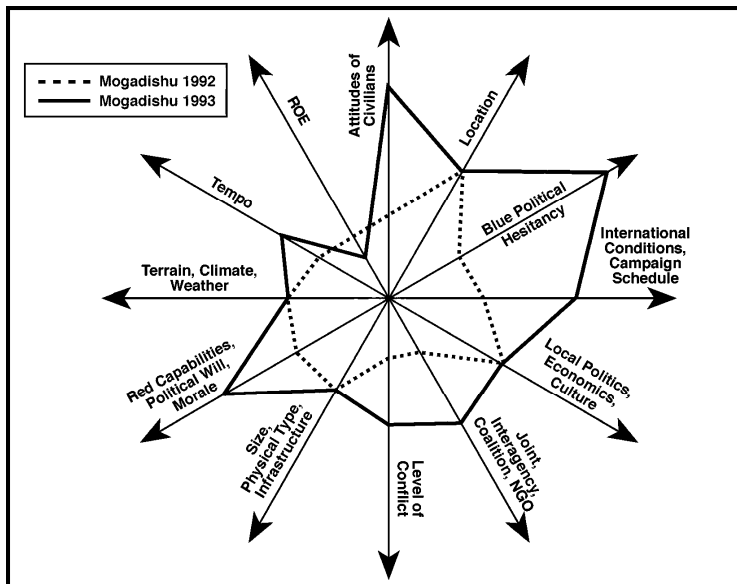 Mogadishu 1992
Mogadishu 1993
Attitudes of
Civilians
Location
Blue Political
Hesitancy
International
Conditions,
Campaign
Schedule
Local Politics,
Economics,
Culture
Joint,
Interagency,
Coalition, NGO
Level of
Conflict
Size,
Physical Type,
Infrastructure
Red Capabilities,
Political Will,
Morale
Terrain, Climate,
Weather
Tempo
ROE